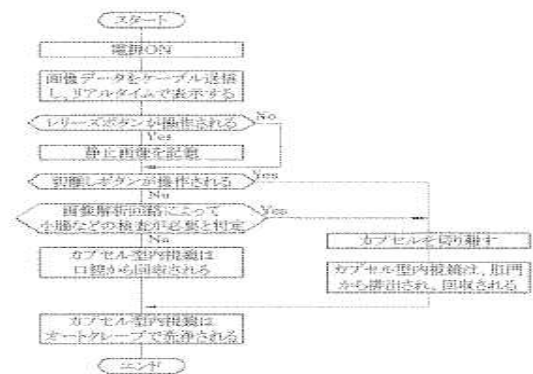 スタート
電源ON
画像データをケーブル送信
し、リアルタイムで表示する
レリーズボタンが操作される
No
Yes
静止画像を記憶
切離しボタンが操作される
Yes
No
画像解析回路によって
小腸などの検査が必要と判定
Yes
No
カプセルを切り離す
カプセル型内視鏡は
口腔から回収される
カプセル型内視鏡は、肛門
から排出され、回収される
カプセル型内視鏡は
オートクレーブで洗浄される
エンド